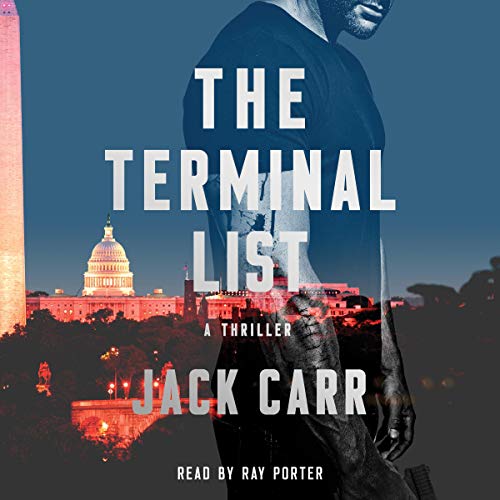 THE
TERMINAL
LIST
A THRILLER
JACK CARR
READ BY RAY PORTER